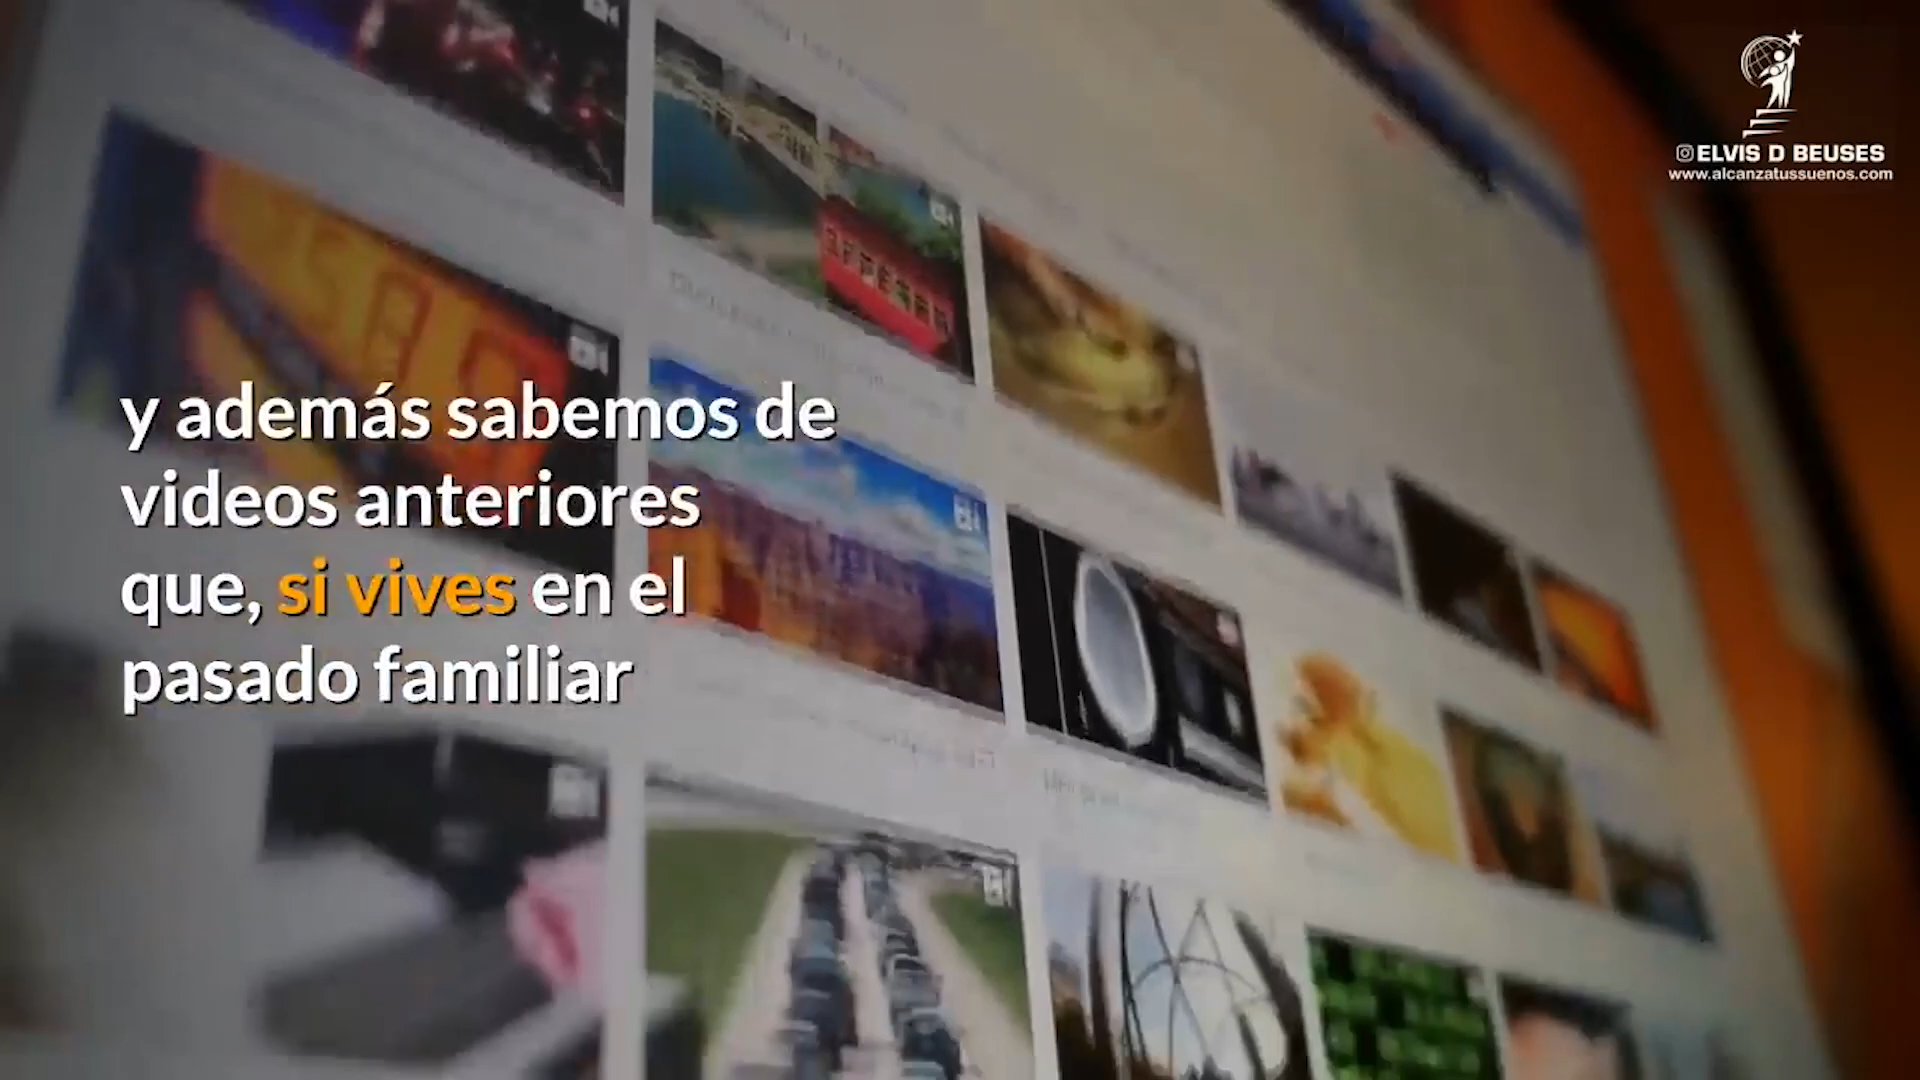 ELVIS D BEUSES
www.alcanzatussuenos.com
y además sabemos de
videos anteriores
que, si vives en el
pasado familiar